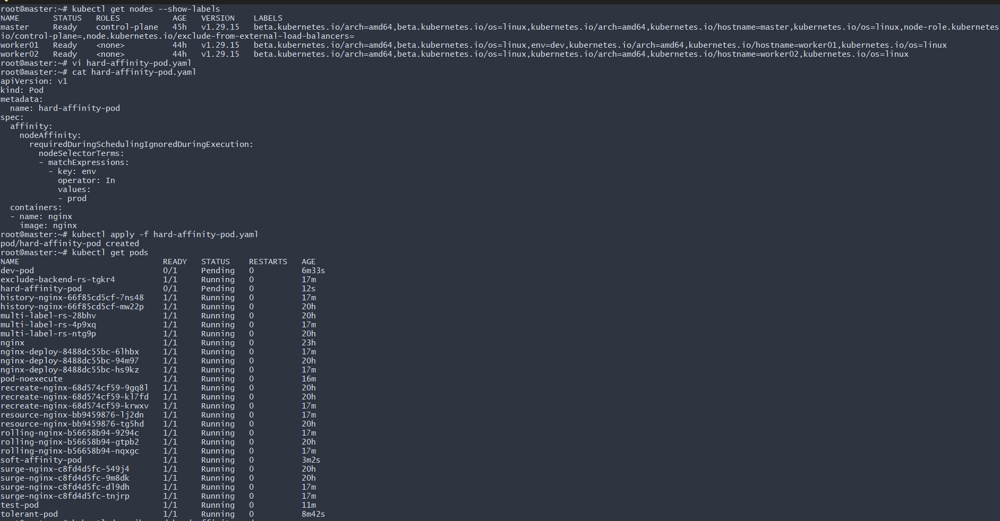 root@master:~# kubectl get nodes --show-labels
NAME       STATUS   ROLES           AGE   VERSION    LABELS
master     Ready    control-plane   45h   v1.29.15   beta.kubernetes.io/arch=amd64,beta.kubernetes.io/os=linux,kubernetes.io/arch=amd64,kubernetes.io/hostname=master,kubernetes.io/os=linux,node-role.kubernetes
io/control-plane=,node.kubernetes.io/exclude-from-external-load-balancers=
worker01   Ready    <none>          44h   v1.29.15   beta.kubernetes.io/arch=amd64,beta.kubernetes.io/os=linux,env=dev,kubernetes.io/arch=amd64,kubernetes.io/hostname=worker01,kubernetes.io/os=linux
worker02   Ready    <none>          44h   v1.29.15   beta.kubernetes.io/arch=amd64,beta.kubernetes.io/os=linux,kubernetes.io/arch=amd64,kubernetes.io/hostname=worker02,kubernetes.io/os=linux
root@master:~# vi hard-affinity-pod.yaml
root@master:~# cat hard-affinity-pod.yaml
apiVersion: v1
kind: Pod
metadata:
  name: hard-affinity-pod
spec:
  affinity:
    nodeAffinity:
      requiredDuringSchedulingIgnoredDuringExecution:
        nodeSelectorTerms:
        - matchExpressions:
          - key: env
            operator: In
            values:
            - prod
  containers:
  - name: nginx
    image: nginx
root@master:~# kubectl apply -f hard-affinity-pod.yaml
pod/hard-affinity-pod created
root@master:~# kubectl get pods
NAME                              READY   STATUS    RESTARTS   AGE
dev-pod                           0/1     Pending   0          6m33s
exclude-backend-rs-tgkr4          1/1     Running   0          17m
hard-affinity-pod                 0/1     Pending   0          12s
history-nginx-66f85cd5cf-7ns48    1/1     Running   0          17m
history-nginx-66f85cd5cf-mw22p    1/1     Running   0          20h
multi-label-rs-28bhv              1/1     Running   0          20h
multi-label-rs-4p9xq              1/1     Running   0          17m
multi-label-rs-ntg9p              1/1     Running   0          20h
nginx                             1/1     Running   0          23h
nginx-deploy-8488dc55bc-6lhbx     1/1     Running   0          17m
nginx-deploy-8488dc55bc-94m97     1/1     Running   0          20h
nginx-deploy-8488dc55bc-hs9kz     1/1     Running   0          17m
pod-noexecute                     1/1     Running   0          16m
recreate-nginx-68d574cf59-9gq8l   1/1     Running   0          20h
recreate-nginx-68d574cf59-kl7fd   1/1     Running   0          20h
recreate-nginx-68d574cf59-krwxv   1/1     Running   0          17m
resource-nginx-bb9459876-lj2dn    1/1     Running   0          17m
resource-nginx-bb9459876-tg5hd    1/1     Running   0          20h
rolling-nginx-b56658b94-9294c     1/1     Running   0          17m
rolling-nginx-b56658b94-gtpb2     1/1     Running   0          20h
rolling-nginx-b56658b94-nqxgc     1/1     Running   0          17m
soft-affinity-pod                 1/1     Running   0          3m2s
surge-nginx-c8fd4d5fc-549j4       1/1     Running   0          20h
surge-nginx-c8fd4d5fc-9m8dk       1/1     Running   0          20h
surge-nginx-c8fd4d5fc-dl9dh       1/1     Running   0          17m
surge-nginx-c8fd4d5fc-tnjrp       1/1     Running   0          17m
test-pod                          1/1     Running   0          11m
tolerant-pod                      1/1     Running   0          8m42s